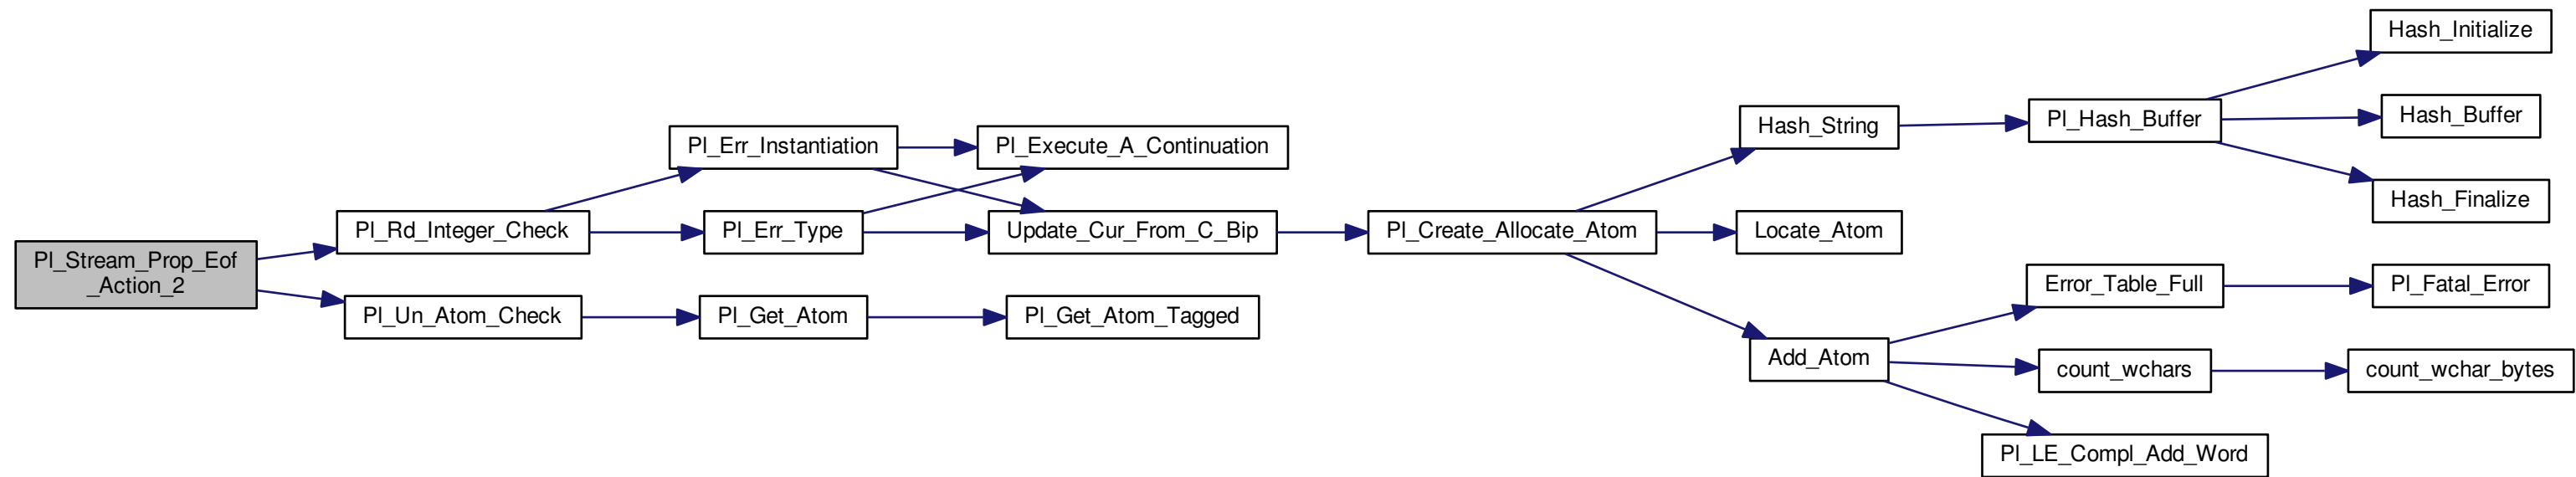 Pl_Stream_Prop_Eof
_Action_2
Pl_Rd_Integer_Check
Pl_Un_Atom_Check
Pl_Err_Instantiation
Pl_Err_Type
Pl_Get_Atom
Pl_Execute_A_Continuation
Update_Cur_From_C_Bip
Pl_Get_Atom_Tagged
Pl_Create_Allocate_Atom
Hash_String
Locate_Atom
Add_Atom
Pl_Hash_Buffer
Error_Table_Full
count_wchars
Pl_LE_Compl_Add_Word
Hash_Initialize
Hash_Buffer
Hash_Finalize
Pl_Fatal_Error
count_wchar_bytes